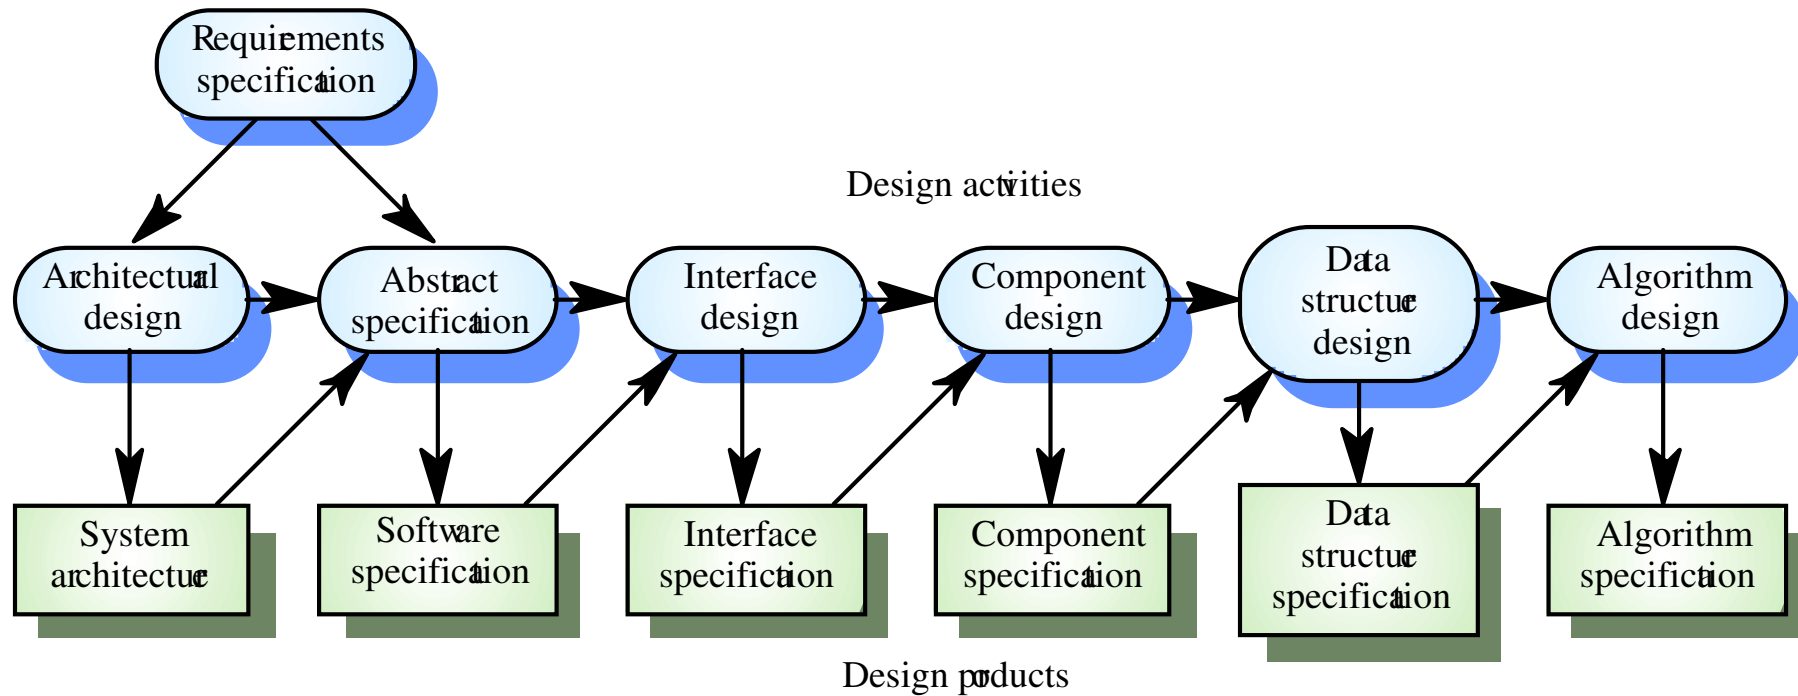 Requirements
specification
Design activities
Architectural
design
Abstract
specification
Interface
design
Component
design
Data
structure
design
Algorithm
design
System
architecture
Software
specification
Interface
specification
Component
specification
Data
structure
specification
Algorithm
specification
Design products